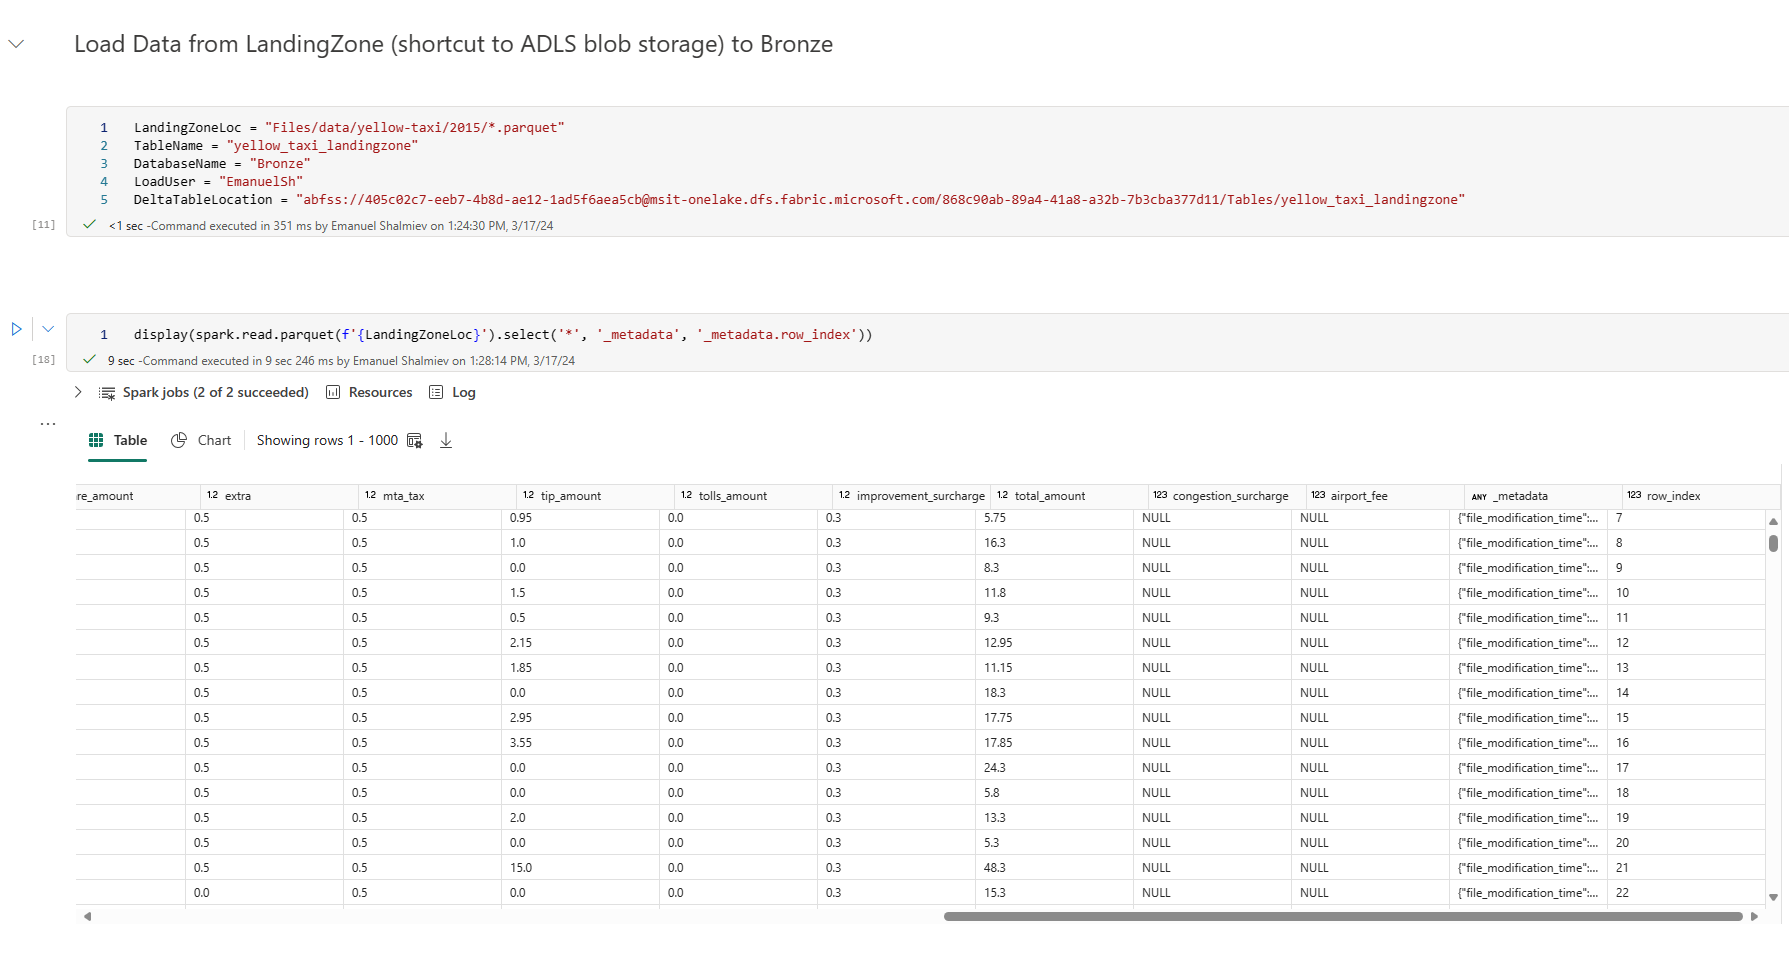 Load Data from LandingZone (shortcut to ADLS blob storage) to Bronze
1 LandingZoneLoc = "Files/data/yellow-taxi/2015/*.parquet"
2 TableName = "yellow_taxi_landingzone"
3 DatabaseName = "Bronze"
4 LoadUser = "EmanuelSh"
5 DeltaTableLocation = "abfss://405c02c7-eeb7-4b8d-ae12-1ad5f6aea5cb@msit-onelake.dfs.fabric.microsoft.com/868c90ab-89a4-41a8-a32b-7b3cba377d11/Tables/yellow_taxi_landingzone"
[11] <1 sec -Command executed in 351 ms by Emanuel Shalmiev on 1:24:30 PM, 3/17/24
1 display(spark.read.parquet(f'{LandingZoneLoc}').select('*', '_metadata', '_metadata.row_index'))
[18] 9 sec -Command executed in 9 sec 246 ms by Emanuel Shalmiev on 1:28:14 PM, 3/17/24
Spark jobs (2 of 2 succeeded) Resources Log
...
Table Chart Showing rows 1 - 1000
re_amount 1.2 extra 1.2 mta_tax 1.2 tip_amount 1.2 tolls_amount 1.2 improvement_surcharge 1.2 total_amount 123 congestion_surcharge 123 airport_fee ANY _metadata 123 row_index
0.5 0.5 0.95 0.0 0.3 5.75 NULL NULL {"file_modification_time":... 7
0.5 0.5 1.0 0.0 0.3 16.3 NULL NULL {"file_modification_time":... 8
0.5 0.5 0.0 0.0 0.3 8.3 NULL NULL {"file_modification_time":... 9
0.5 0.5 1.5 0.0 0.3 11.8 NULL NULL {"file_modification_time":... 10
0.5 0.5 0.5 0.0 0.3 9.3 NULL NULL {"file_modification_time":... 11
0.5 0.5 2.15 0.0 0.3 12.95 NULL NULL {"file_modification_time":... 12
0.5 0.5 1.85 0.0 0.3 11.15 NULL NULL {"file_modification_time":... 13
0.5 0.5 0.0 0.0 0.3 18.3 NULL NULL {"file_modification_time":... 14
0.5 0.5 2.95 0.0 0.3 17.75 NULL NULL {"file_modification_time":... 15
0.5 0.5 3.55 0.0 0.3 17.85 NULL NULL {"file_modification_time":... 16
0.5 0.5 0.0 0.0 0.3 24.3 NULL NULL {"file_modification_time":... 17
0.5 0.5 0.0 0.0 0.3 5.8 NULL NULL {"file_modification_time":... 18
0.5 0.5 2.0 0.0 0.3 13.3 NULL NULL {"file_modification_time":... 19
0.5 0.5 0.0 0.0 0.3 5.3 NULL NULL {"file_modification_time":... 20
0.5 0.5 15.0 0.0 0.3 48.3 NULL NULL {"file_modification_time":... 21
0.0 0.5 0.0 0.0 0.3 15.3 NULL NULL {"file_modification_time":... 22